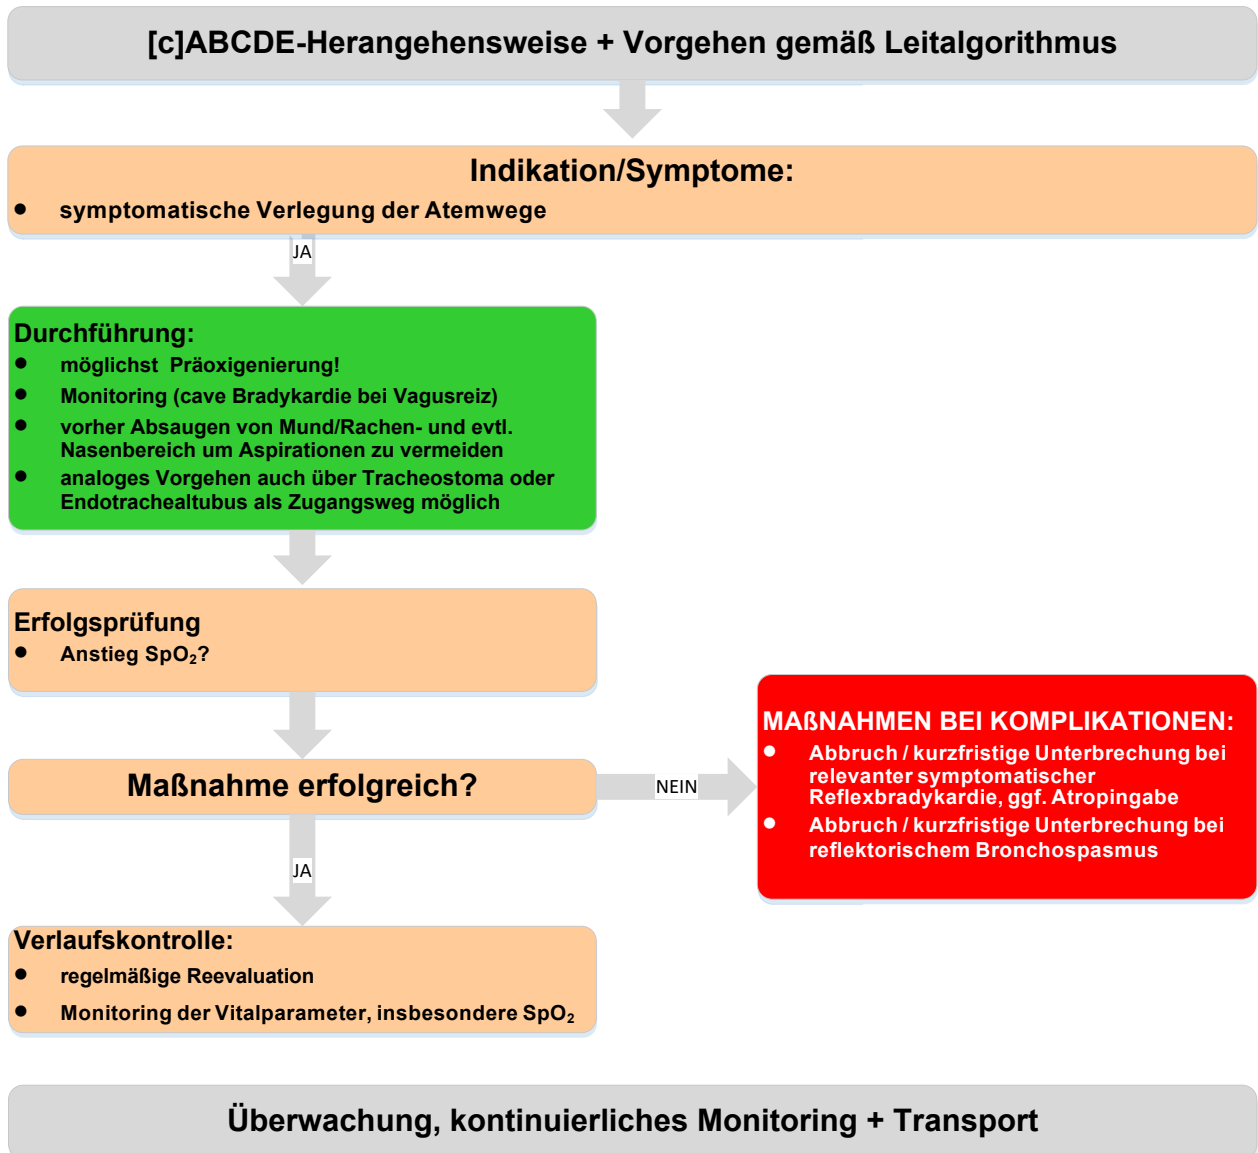 [c]ABCDE-Herangehensweise + Vorgehen gemäß Leitalgorithmus
Indikation/Symptome:
● symptomatische Verlegung der Atemwege
JA
Durchführung:
● möglichst Präoxigenierung!
● Monitoring (cave Bradykardie bei Vagusreiz)
● vorher Absaugen von Mund/Rachen- und evtl.
Nasenbereich um Aspirationen zu vermeiden
● analoges Vorgehen auch über Tracheostoma oder
Endotrachealtubus als Zugangsweg möglich
Erfolgsprüfung
● Anstieg SpO₂?
Maßnahme erfolgreich?
NEIN
MAßNAHMEN BEI KOMPLIKATIONEN:
● Abbruch / kurzfristige Unterbrechung bei
relevanter symptomatischer
Reflexbradykardie, ggf. Atropingabe
● Abbruch / kurzfristige Unterbrechung bei
reflektorischem Bronchospasmus
JA
Verlaufskontrolle:
● regelmäßige Reevaluation
● Monitoring der Vitalparameter, insbesondere SpO₂
Überwachung, kontinuierliches Monitoring + Transport